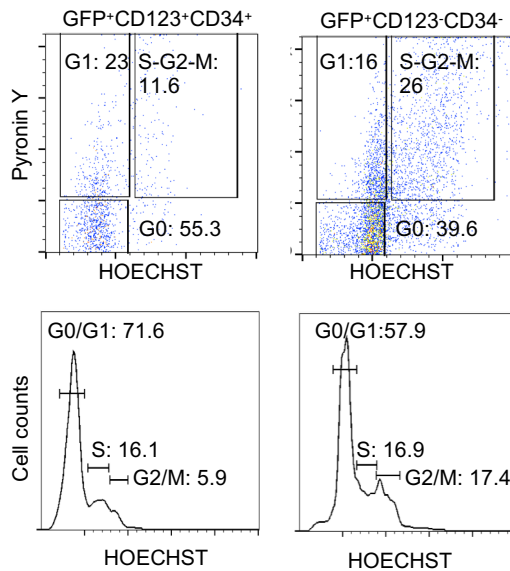 GFP⁺CD123⁺CD34⁺
GFP⁺CD123⁻CD34⁻
Pyronin Y
G1: 23
S-G2-M:
11.6
G0: 55.3
HOECHST
G1:16
S-G2-M:
26
G0: 39.6
HOECHST
Cell counts
G0/G1: 71.6
S: 16.1
G2/M: 5.9
HOECHST
G0/G1:57.9
S: 16.9
G2/M: 17.4
HOECHST